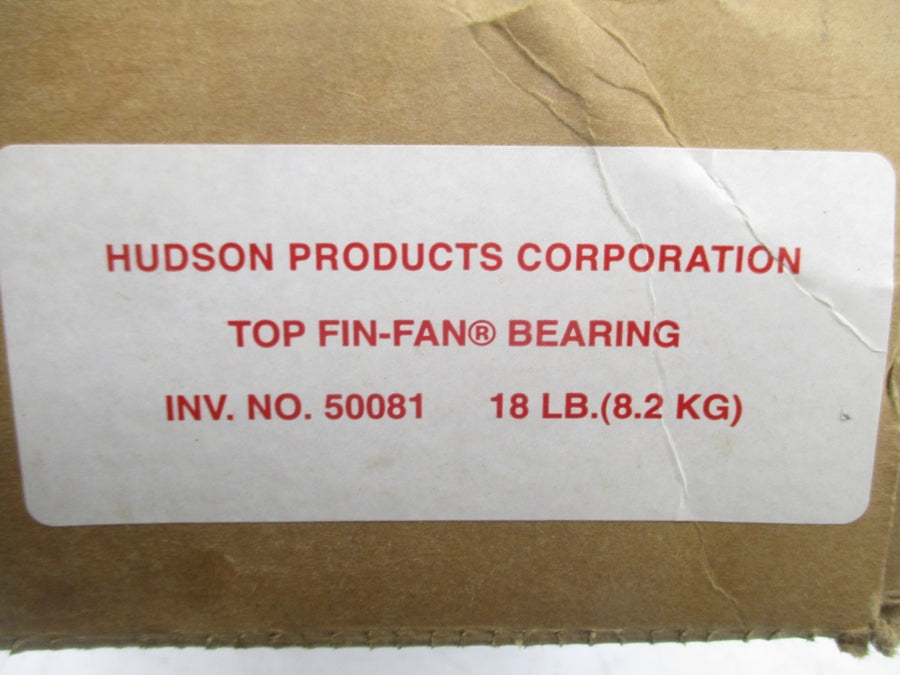 HUDSON PRODUCTS CORPORATION
TOP FIN-FAN® BEARING
INV. NO. 50081 18 LB.(8.2 KG)